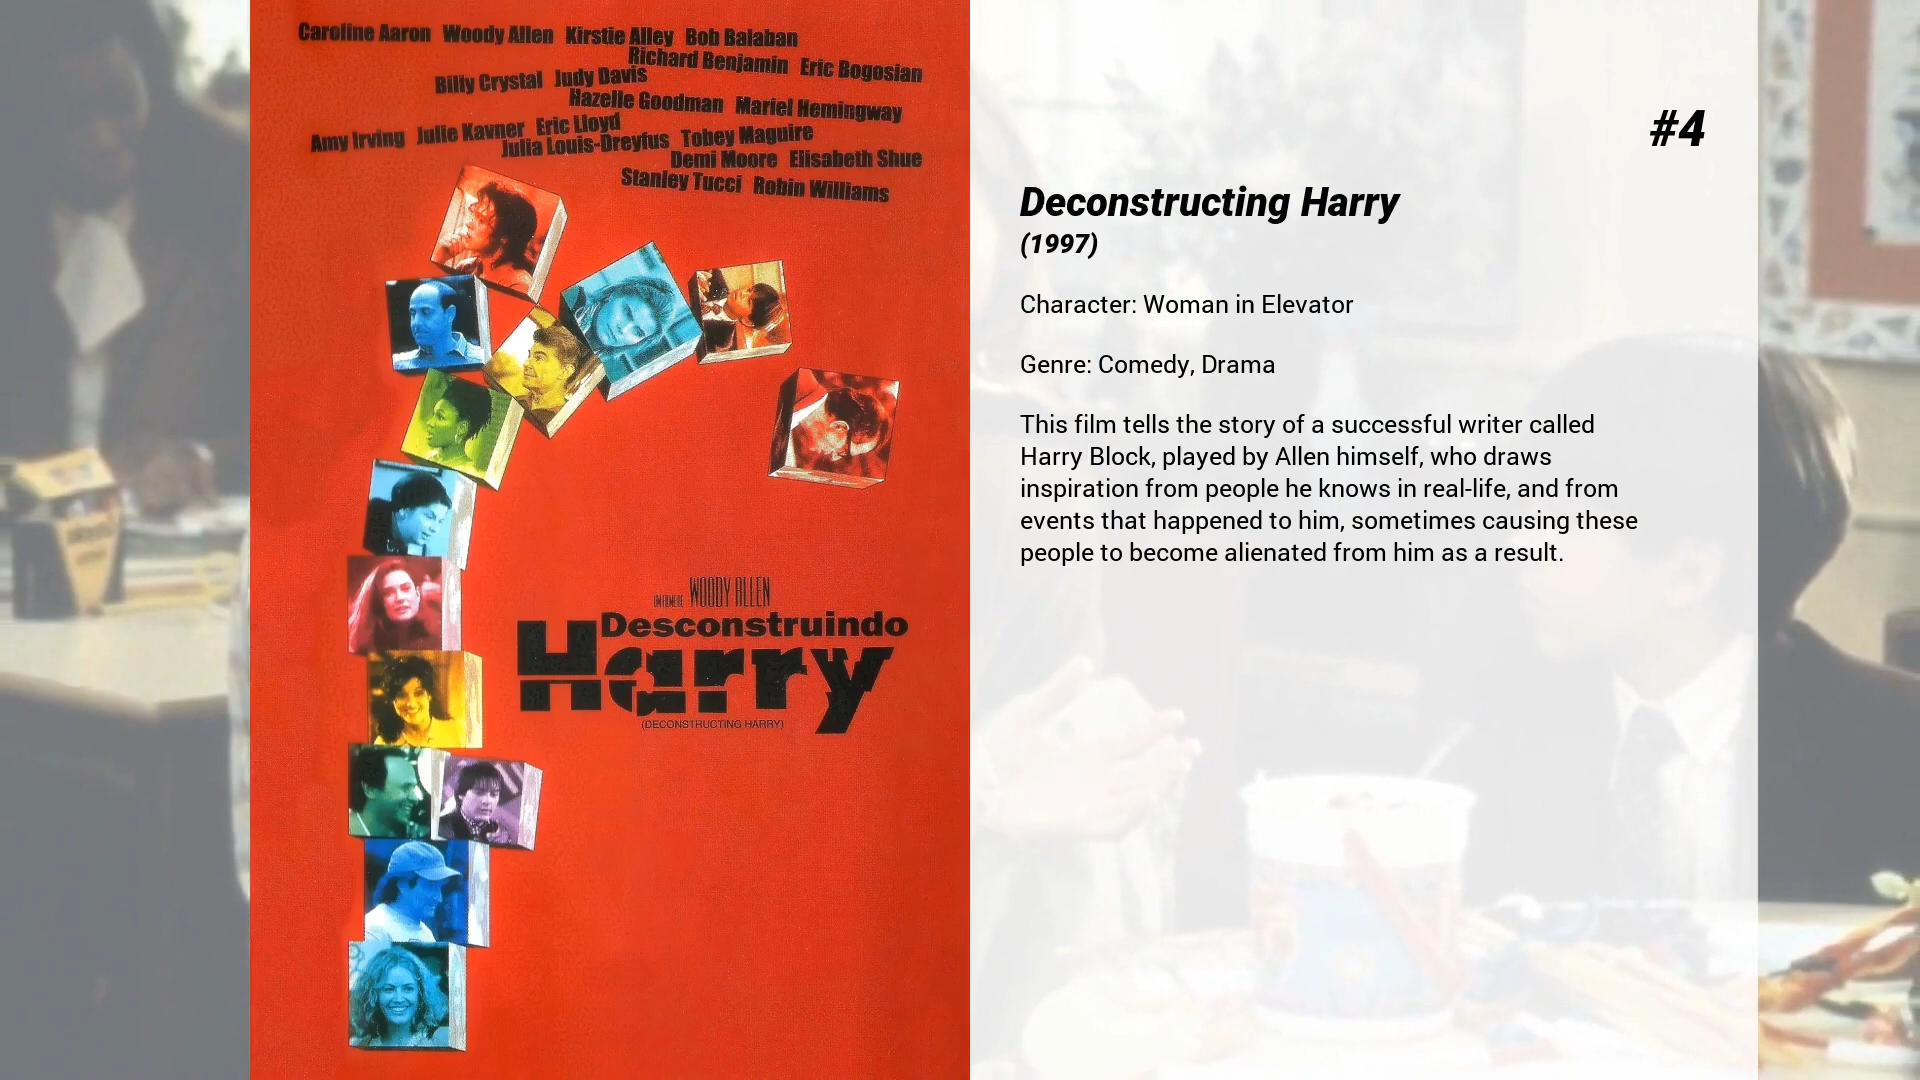 Caroline Aaron Woody Allen Kirstie Alley Bob Balaban
Richard Benjamin Eric Bogosian
Billy Crystal Judy Davis
Hazelle Goodman Mariel Hemingway
Amy Irving Julie Kavner Eric Lloyd
Julia Louis-Dreyfus Tobey Maguire
Demi Moore Elisabeth Shue
Stanley Tucci Robin Williams
UM FILME DE WOODY ALLEN
Desconstruindo
Harry
(DECONSTRUCTING HARRY)
#4
Deconstructing Harry
(1997)
Character: Woman in Elevator
Genre: Comedy, Drama
This film tells the story of a successful writer called
Harry Block, played by Allen himself, who draws
inspiration from people he knows in real-life, and from
events that happened to him, sometimes causing these
people to become alienated from him as a result.